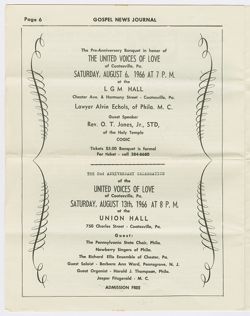 Page 6
GOSPEL NEWS JOURNAL
The Pre-Anniversary Banquet in honor of
THE UNITED VOICES OF LOVE
of Coatesville, Pa.
SATURDAY, AUGUST 6, 1966 AT 7 P. M.
at the
L G M HALL
Chester Ave. & Harmony Street - Coatesville, Pa.
Lawyer Alvin Echols, of Phila. M. C.
Guest Speaker
Rev. O. T. Jones, Jr., STD,
of the Holy Temple
COGIC
Tickets $5.00 Banquet is formal
For ticket - call 384-6680
THE 2nd ANNIVERSARY CELEBRATION
of the
UNITED VOICES OF LOVE
of Coatesville, Pa.
SATURDAY, AUGUST 13th, 1966 AT 8 P. M.
at the
UNION HALL
750 Charles Street - Coatesville, Pa.
Guest:
The Pennsylvania State Choir, Phila.
Newberry Singers of Phila.
The Richard Ellis Ensemble of Chester, Pa.
Guest Soloist - Barbara Ann Ward, Pennsgrove, N. J.
Guest Organist - Harold J. Thompson, Phila.
Jasper Fitzgerald - M. C.
ADMISSION FREE